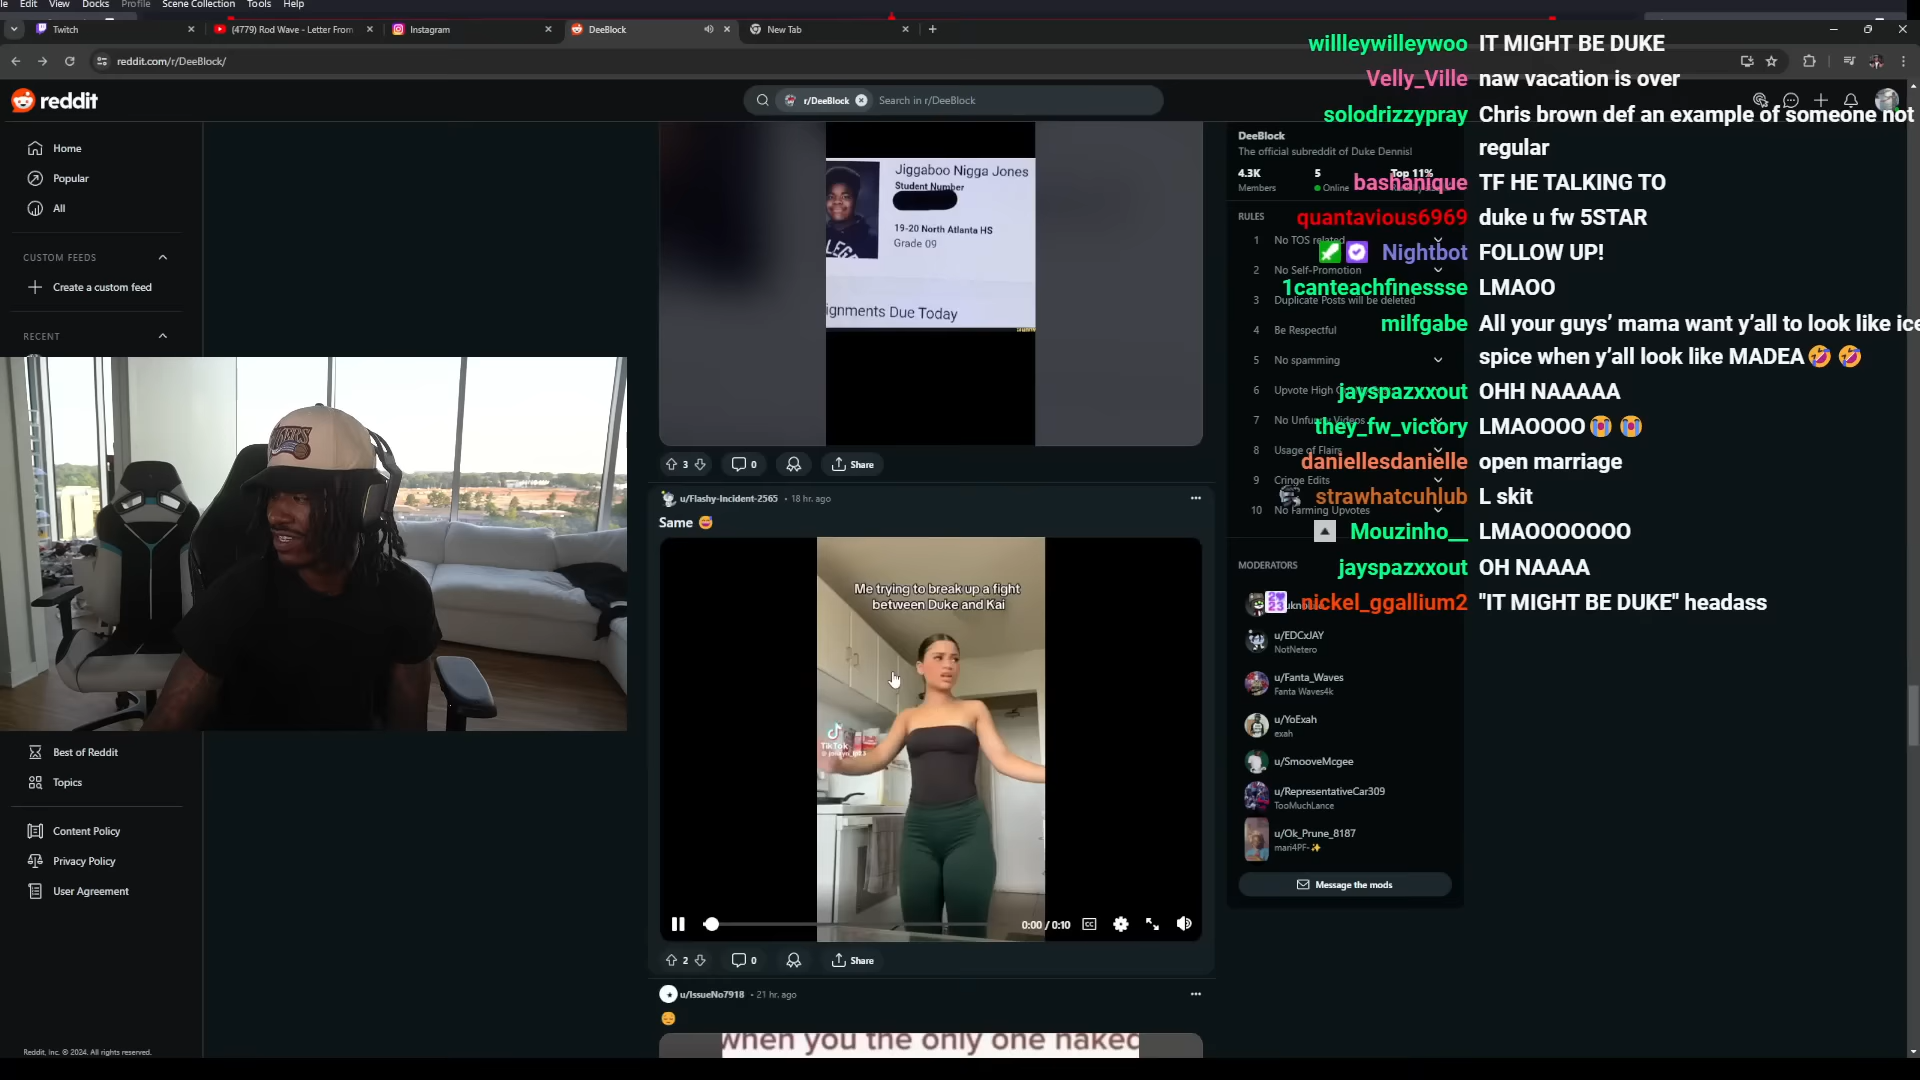 Edit View Docks Profile Scene Collection Tools Help
Twitch
(4779) Rod Wave - Letter From
Instagram
DeeBlock
New Tab
reddit.com/r/DeeBlock/
reddit
r/DeeBlock
Search in r/DeeBlock
Home
Popular
All
CUSTOM FEEDS
Create a custom feed
RECENT
Best of Reddit
Topics
Content Policy
Privacy Policy
User Agreement
Reddit, Inc. © 2024. All rights reserved.
Jiggaboo Nigga Jones
Student Number
19-20 North Atlanta HS
Grade 09
ignments Due Today
3
0
Share
u/Flashy-Incident-2565 • 18 hr. ago
Same 😅
Me trying to break up a fight
between Duke and Kai
TikTok
0:00 / 0:10
CC
2
0
Share
u/IssueNo7918 • 21 hr. ago
😔
when you the only one naked
DeeBlock
The official subreddit of Duke Dennis!
4.3K
5
Top 11%
Members
Online
RULES
1 No TOS related
2 No Self-Promotion
3 Duplicate Posts will be deleted
4 Be Respectful
5 No spamming
6 Upvote High
7 No Unfunny Videos
8 Usage of Flairs
9 Cringe Edits
10 No Farming Upvotes
MODERATORS
u/EDCxJAY
NotNetero
u/Fanta_Waves
Fanta Waves4k
u/YoExah
exah
u/SmooveMcgee
u/RepresentativeCar309
TooMuchLance
u/Ok_Prune_8187
mari4PF-✨
Message the mods
willleywilleywoo IT MIGHT BE DUKE
Velly_Ville naw vacation is over
solodrizzypray Chris brown def an example of someone not
regular
bashanique TF HE TALKING TO
quantavious6969 duke u fw 5STAR
Nightbot FOLLOW UP!
1canteachfinessse LMAOO
milfgabe All your guys’ mama want y’all to look like ice
spice when y’all look like MADEA🤣 🤣
jayspazxxout OHH NAAAAA
they_fw_victory LMAOOOO😭 😭
daniellesdanielle open marriage
strawhatcuhlub L skit
Mouzinho__ LMAOOOOOOO
jayspazxxout OH NAAAA
nickel_ggallium2 "IT MIGHT BE DUKE" headass